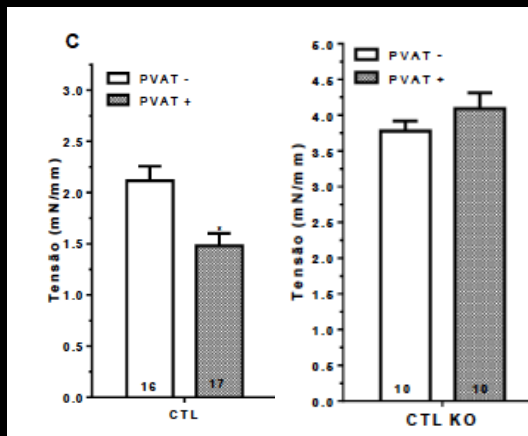 C
PVAT -
PVAT +
Tensão (mN/mm)
3.0
2.5
2.0
1.5
1.0
0.5
0.0
*
16
17
CTL
PVAT -
PVAT +
Tensão (mN/mm)
5.0
4.5
4.0
3.5
3.0
2.5
2.0
1.5
1.0
0.5
0.0
10
10
CTL KO